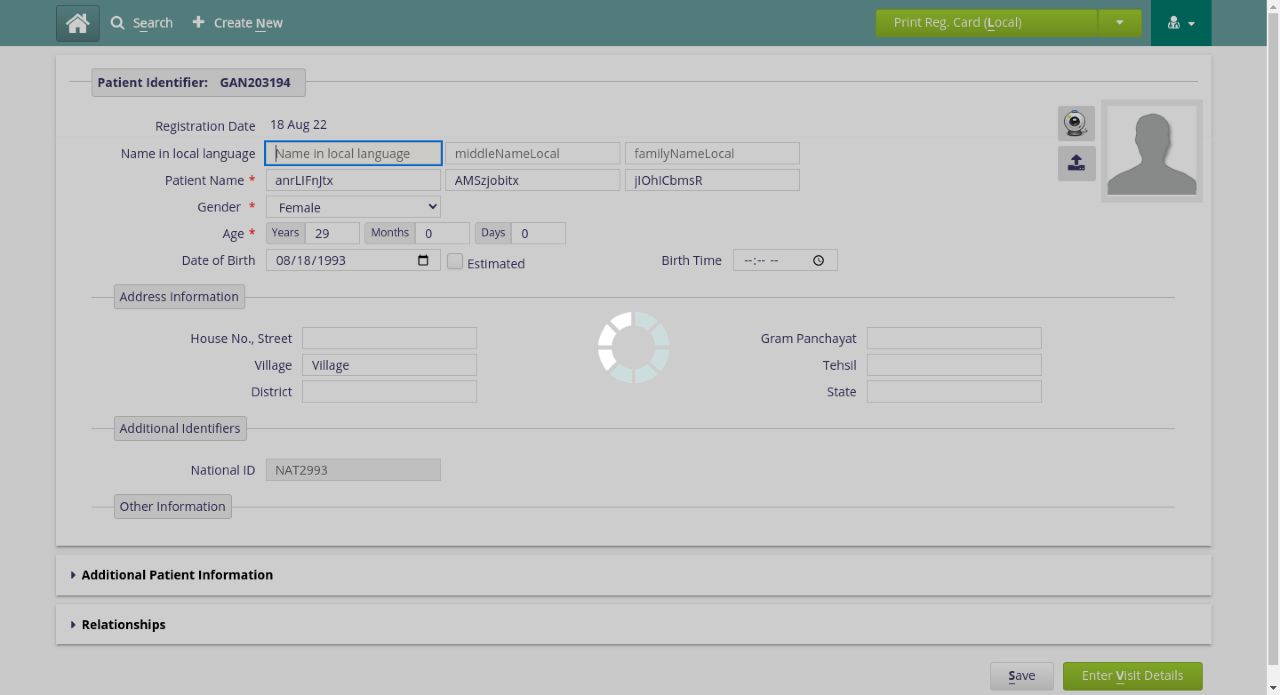 Search Create New Print Reg. Card (Local)
Patient Identifier: GAN203194
Registration Date 18 Aug 22
Name in local language Name in local language middleNameLocal familyNameLocal
Patient Name * anrLIFnJtx AMSzjobitx jIOhICbmsR
Gender * Female
Age * Years 29 Months 0 Days 0
Date of Birth 08/18/1993 Estimated Birth Time --:-- --
Address Information
House No., Street Gram Panchayat
Village Village Tehsil
District State
Additional Identifiers
National ID NAT2993
Other Information
Additional Patient Information
Relationships
Save Enter Visit Details